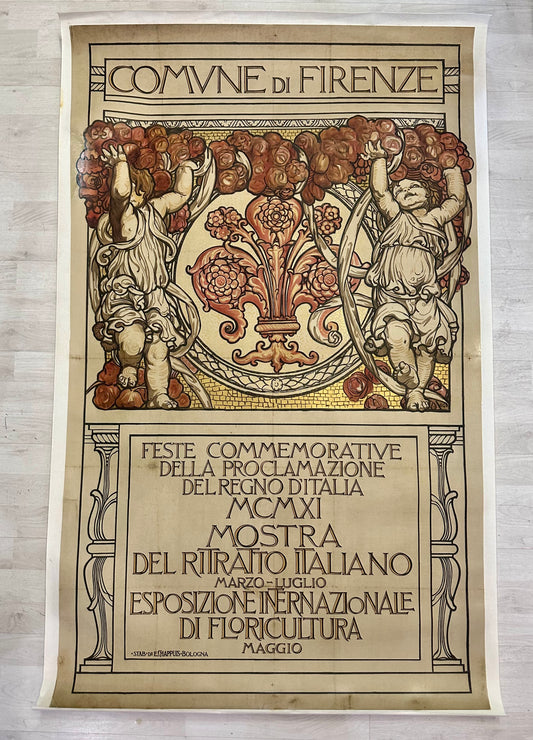 COMVNE DI FIRENZE
FESTE COMMEMORATIVE
DELLA PROCLAMAZIONE
DEL REGNO D'ITALIA
MCMXI
MOSTRA
DEL RITRATTO ITALIANO
MARZO-LUGLIO
ESPOSIZIONE INTERNAZIONALE
DI FLORICULTURA
MAGGIO
•STAB•DI E.CHAPPUIS•BOLOGNA